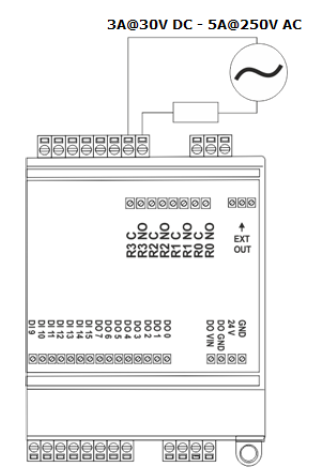 3A@30V DC - 5A@250V AC
R3 C
R3 NO
R2 C
R2 NO
R1 C
R1 NO
R0 C
R0 NO
EXT
OUT
DI 9
DI 10
DI 11
DI 12
DI 13
DI 14
DI 15
DO 7
DO 6
DO 5
DO 4
DO 3
DO 2
DO 1
DO 0
DO VIN
DO GND
24 V
GND